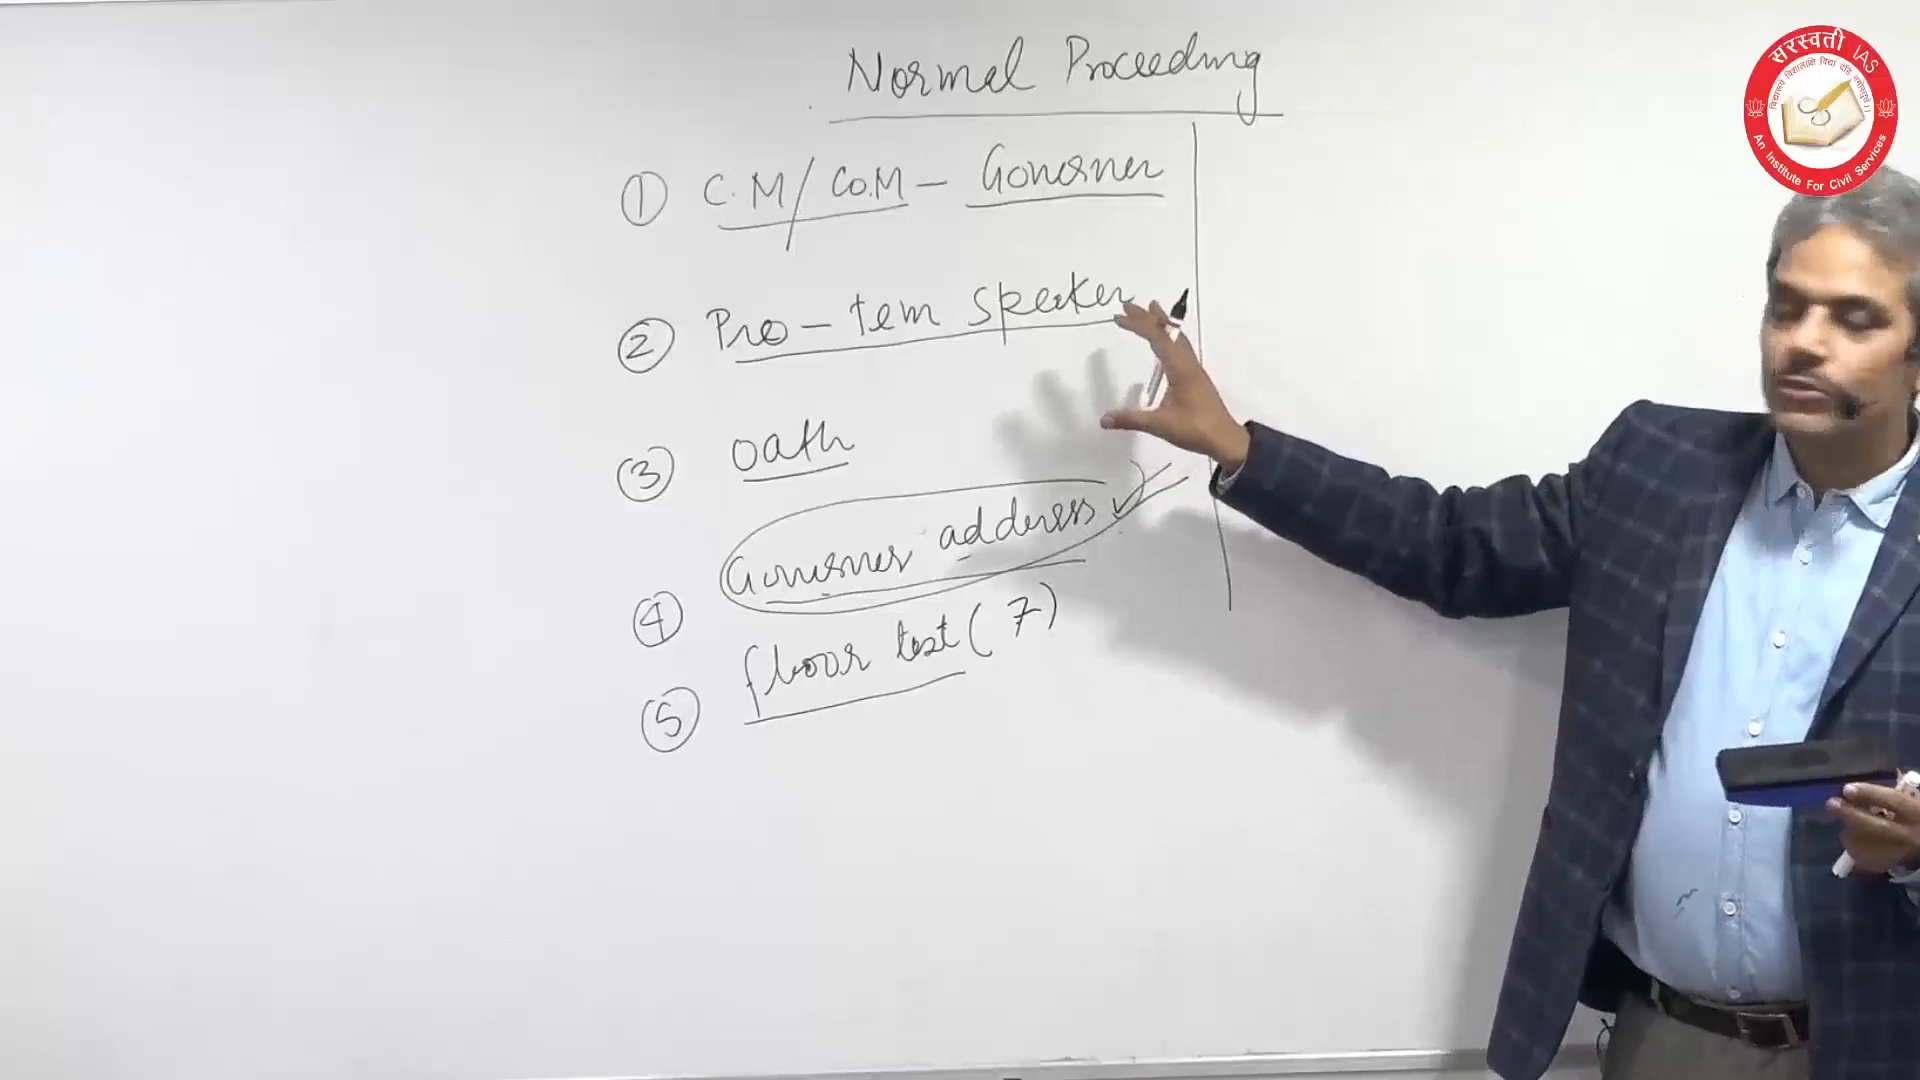 Normal Proceeding
① C.M/CO.M - Governer
② Pro-tem Speeker
③ Oath
④ Governer address
⑤ floor test (7)
सरस्वती IAS
An Institute For Civil Services